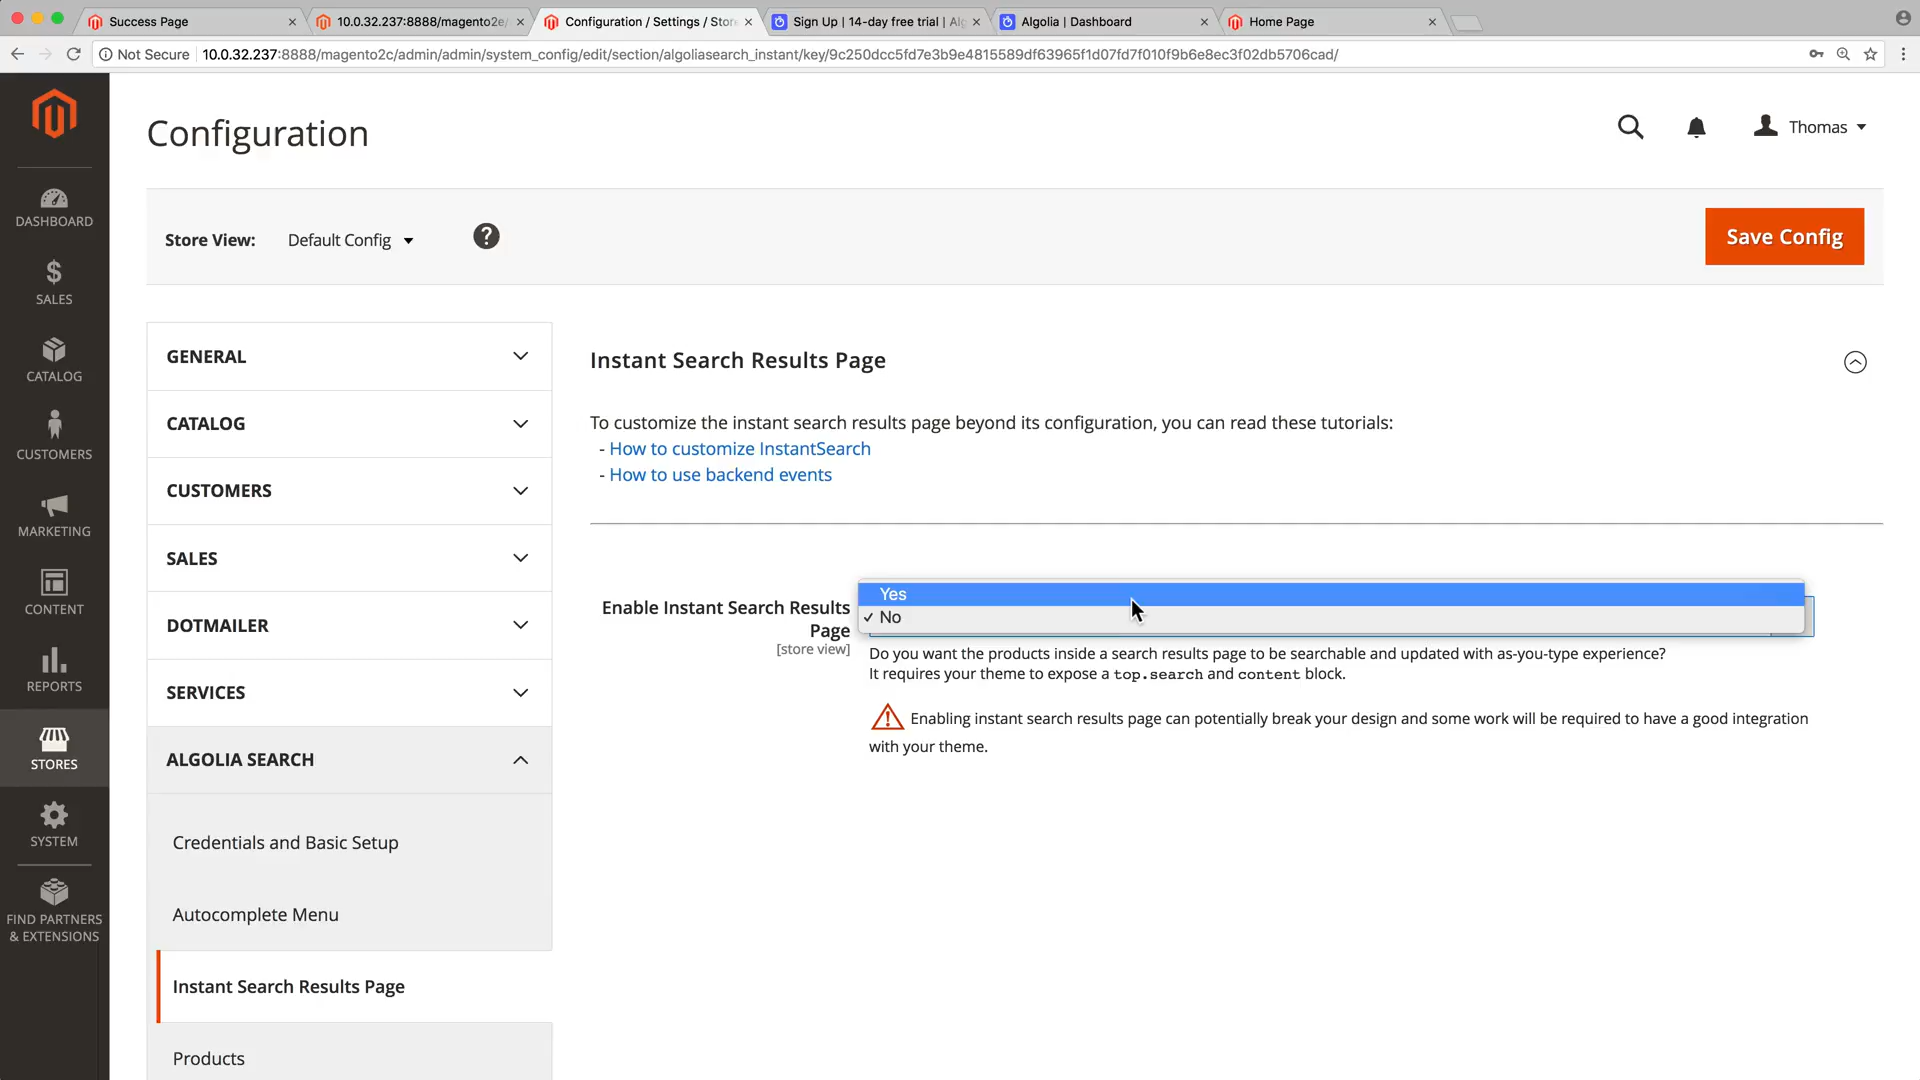 Success Page
10.0.32.237:8888/magento2c/
Configuration / Settings / Stor
Sign Up | 14-day free trial | Alg
Algolia | Dashboard
Home Page
Not Secure
10.0.32.237:8888/magento2c/admin/admin/system_config/edit/section/algoliasearch_instant/key/9c250dcc5fd7e3b9e4815589df63965f1d07fd7f010f9b6e8ec3f02db5706cad/
Configuration
Thomas
Store View:
Default Config
?
Save Config
DASHBOARD
SALES
CATALOG
CUSTOMERS
MARKETING
CONTENT
REPORTS
STORES
SYSTEM
FIND PARTNERS
& EXTENSIONS
GENERAL
CATALOG
CUSTOMERS
SALES
DOTMAILER
SERVICES
ALGOLIA SEARCH
Credentials and Basic Setup
Autocomplete Menu
Instant Search Results Page
Products
Instant Search Results Page
To customize the instant search results page beyond its configuration, you can read these tutorials:
- How to customize InstantSearch
- How to use backend events
Enable Instant Search Results
Page
[store view]
Yes
✓ No
Do you want the products inside a search results page to be searchable and updated with as-you-type experience?
It requires your theme to expose a top.search and content block.
Enabling instant search results page can potentially break your design and some work will be required to have a good integration
with your theme.